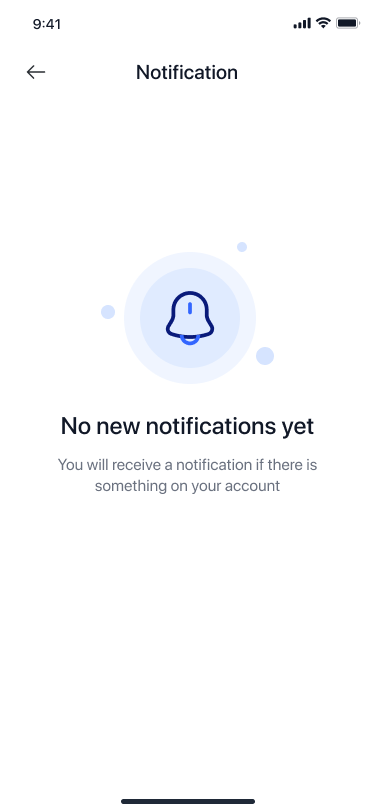 9:41
Notification
No new notifications yet
You will receive a notification if there is
something on your account